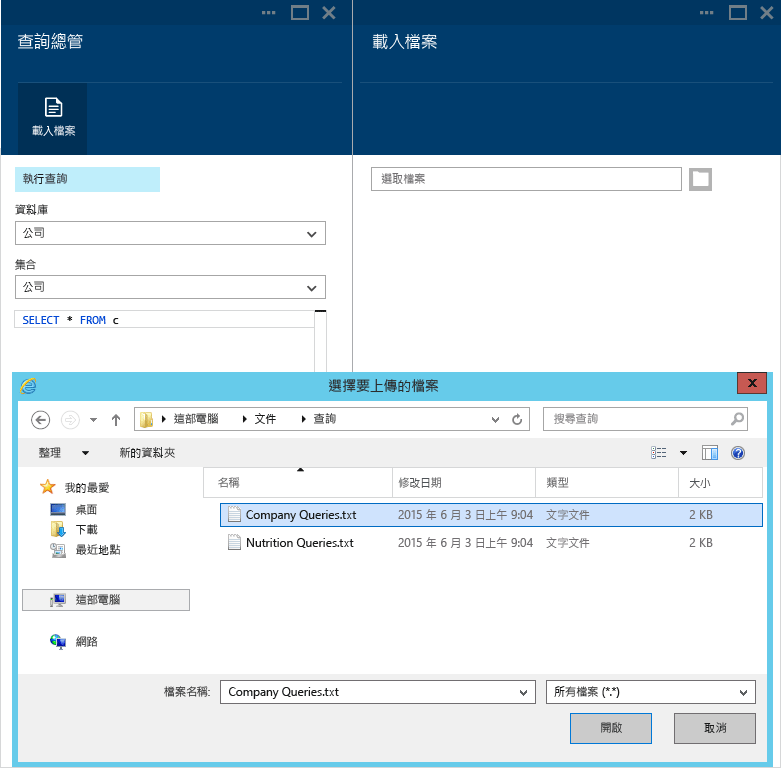 查詢總管
載入檔案
載入檔案
執行查詢
資料庫
公司
集合
公司
SELECT * FROM c
選取檔案
選擇要上傳的檔案
這部電腦 文件 查詢
搜尋查詢
整理 新的資料夾
我的最愛
桌面
下載
最近地點
這部電腦
網路
名稱 修改日期 類型 大小
Company Queries.txt 2015 年 6 月 3 日上午 9:04 文字文件 2 KB
Nutrition Queries.txt 2015 年 6 月 3 日上午 9:04 文字文件 2 KB
檔案名稱: Company Queries.txt 所有檔案 (*.*)
開啟 取消